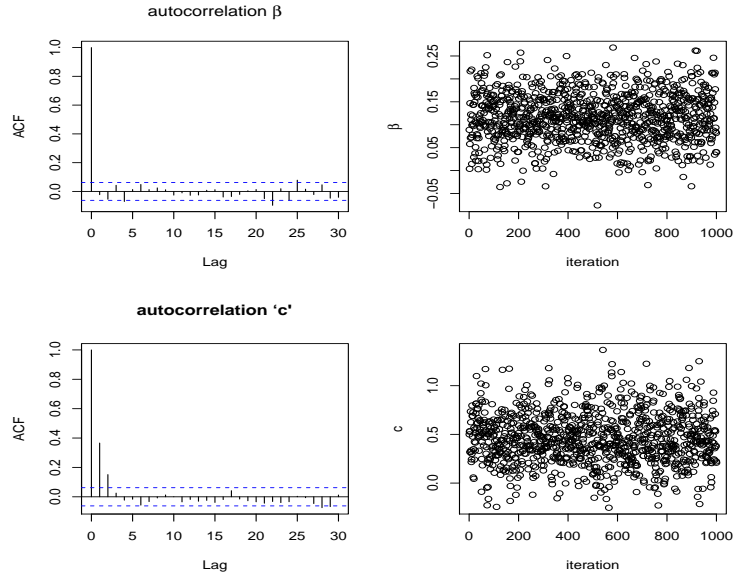 autocorrelation β
ACF
1.0
0.8
0.6
0.4
0.2
0.0
0 5 10 15 20 25 30
Lag
β
0.25
0.15
0.05
−0.05
0 200 400 600 800 1000
iteration
autocorrelation ‘c'
ACF
1.0
0.8
0.6
0.4
0.2
0.0
0 5 10 15 20 25 30
Lag
c
1.0
0.5
0.0
0 200 400 600 800 1000
iteration